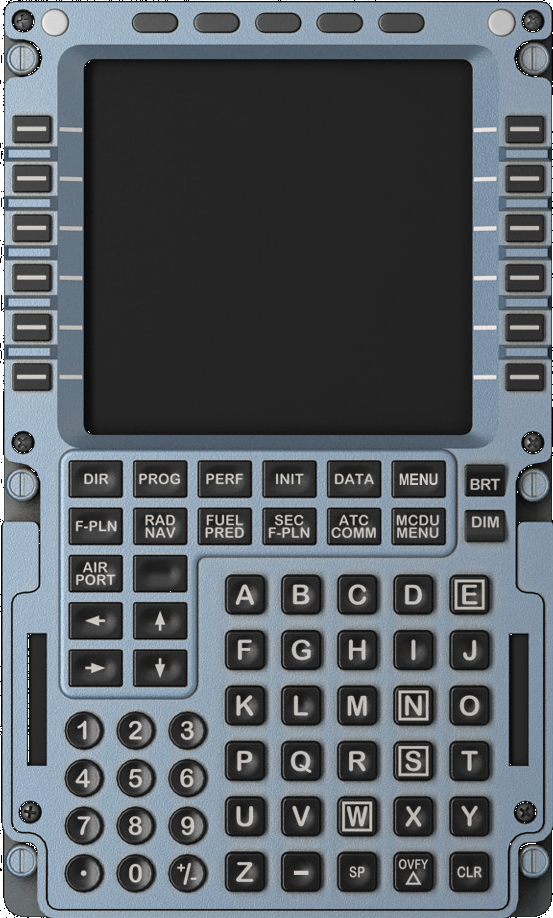 DIR PROG PERF INIT DATA MENU BRT
F-PLN RAD NAV FUEL PRED SEC F-PLN ATC COMM MCDU MENU DIM
AIR PORT
A B C D E
F G H I J
K L M N O
1 2 3
P Q R S T
4 5 6
U V W X Y
7 8 9
Z - SP OVFY Δ CLR
. 0 +/-